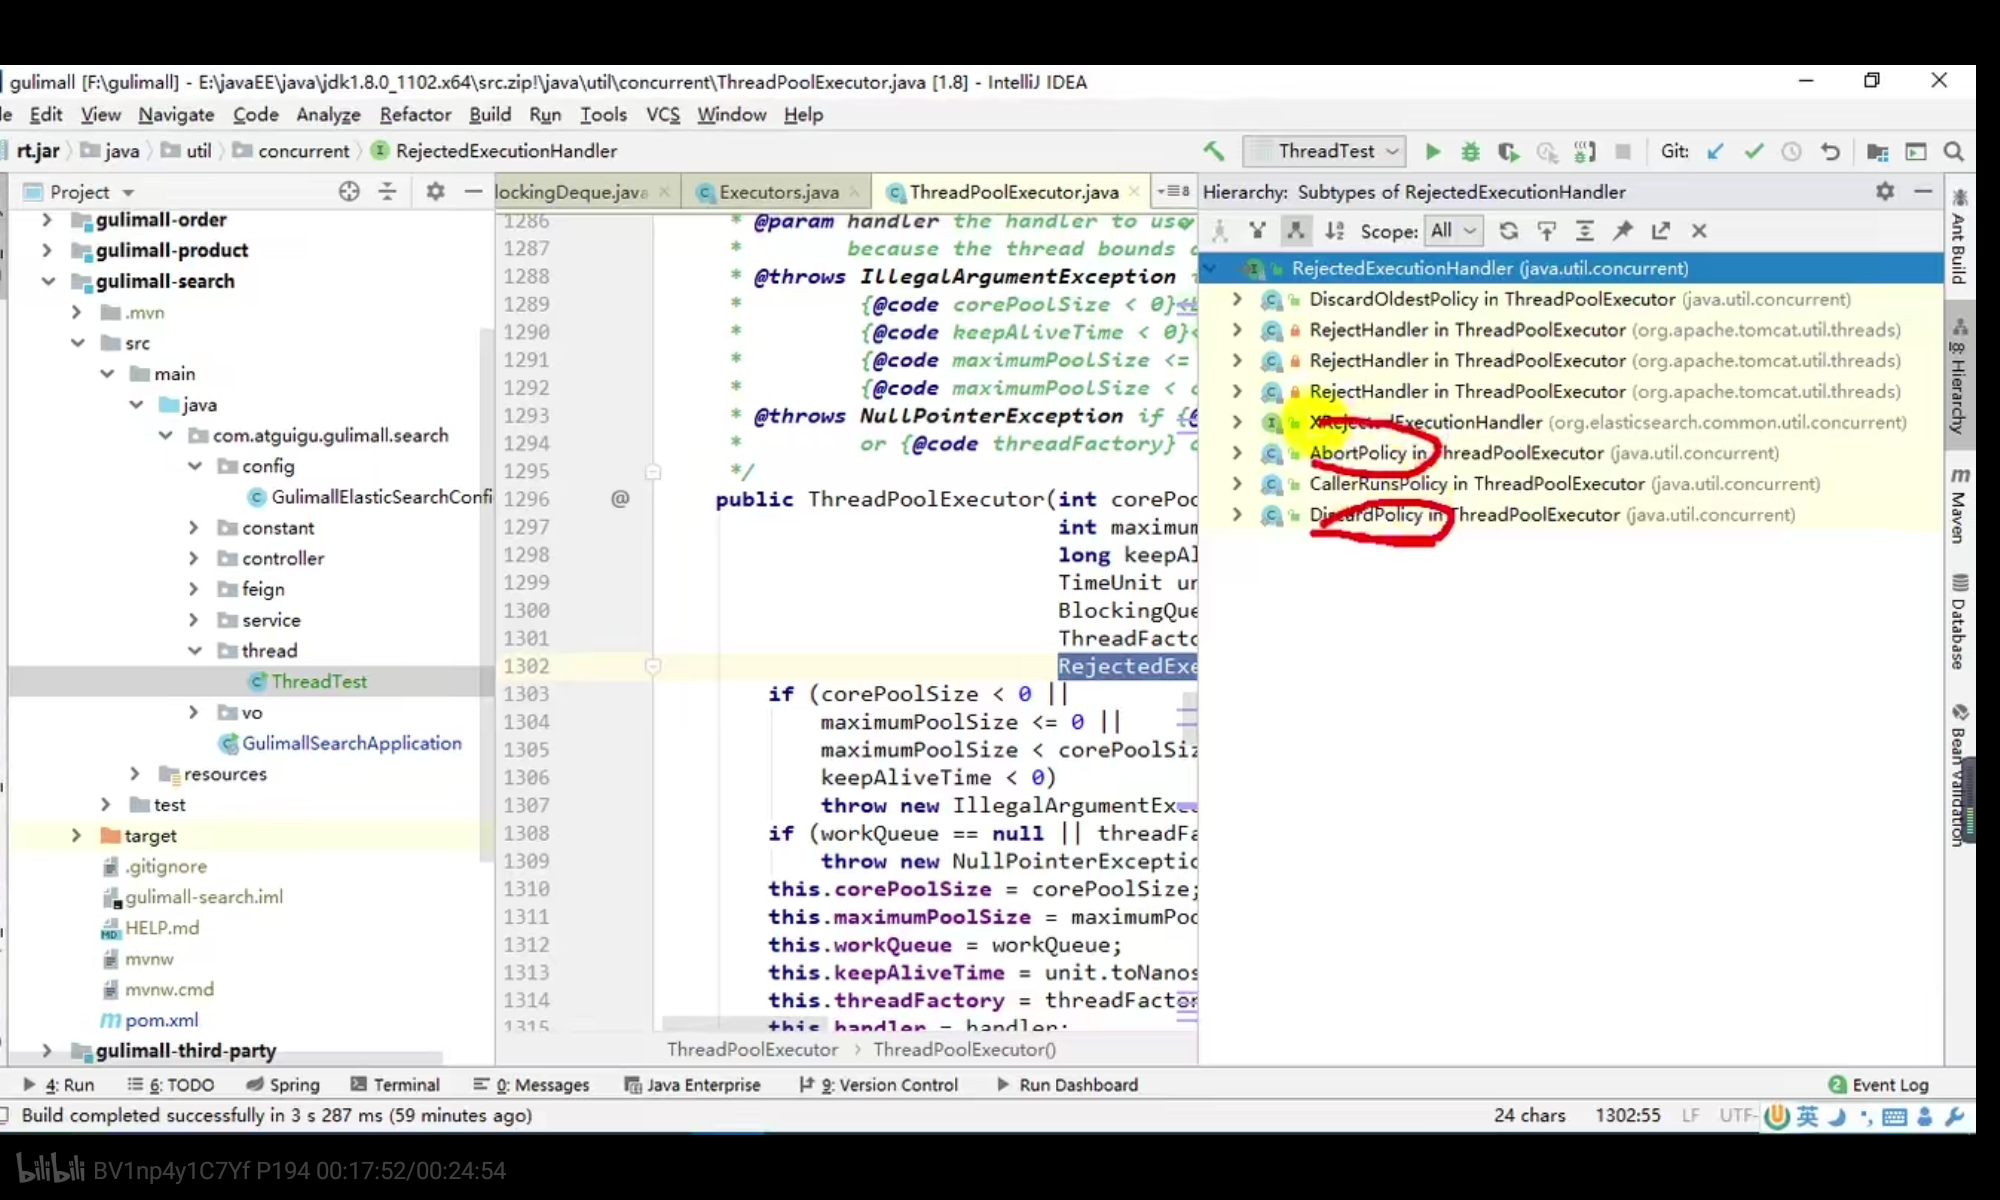 gulimall [F:\gulimall] - E:\javaEE\java\jdk1.8.0_1102.x64\src.zip!\java\util\concurrent\ThreadPoolExecutor.java [1.8] - IntelliJ IDEA
Edit View Navigate Code Analyze Refactor Build Run Tools VCS Window Help
rt.jar java util concurrent RejectedExecutionHandler
ThreadTest
Git:
Project
lockingDeque.java Executors.java ThreadPoolExecutor.java
8
gulimall-order
gulimall-product
gulimall-search
.mvn
src
main
java
com.atguigu.gulimall.search
config
GulimallElasticSearchConfi
constant
controller
feign
service
thread
ThreadTest
vo
GulimallSearchApplication
resources
test
target
.gitignore
gulimall-search.iml
HELP.md
mvnw
mvnw.cmd
pom.xml
gulimall-third-party
1286 * @param handler the handler to use
1287 * because the thread bounds
1288 * @throws IllegalArgumentException
1289 * {@code corePoolSize < 0}
1290 * {@code keepAliveTime < 0}<
1291 * {@code maximumPoolSize <=
1292 * {@code maximumPoolSize <
1293 * @throws NullPointerException if {@
1294 * or {@code threadFactory}
1295 */
1296 @ public ThreadPoolExecutor(int corePoo
1297 int maximum
1298 long keepAl
1299 TimeUnit un
1300 BlockingQue
1301 ThreadFacto
1302 RejectedExe
1303 if (corePoolSize < 0 ||
1304 maximumPoolSize <= 0 ||
1305 maximumPoolSize < corePoolSiz
1306 keepAliveTime < 0)
1307 throw new IllegalArgumentExc
1308 if (workQueue == null || threadFa
1309 throw new NullPointerExceptio
1310 this.corePoolSize = corePoolSize;
1311 this.maximumPoolSize = maximumPoo
1312 this.workQueue = workQueue;
1313 this.keepAliveTime = unit.toNanos
1314 this.threadFactory = threadFactor
1315 this.handler = handler;
ThreadPoolExecutor > ThreadPoolExecutor()
Hierarchy: Subtypes of RejectedExecutionHandler
Scope: All
RejectedExecutionHandler (java.util.concurrent)
DiscardOldestPolicy in ThreadPoolExecutor (java.util.concurrent)
RejectHandler in ThreadPoolExecutor (org.apache.tomcat.util.threads)
RejectHandler in ThreadPoolExecutor (org.apache.tomcat.util.threads)
RejectHandler in ThreadPoolExecutor (org.apache.tomcat.util.threads)
XRejectedExecutionHandler (org.elasticsearch.common.util.concurrent)
AbortPolicy in ThreadPoolExecutor (java.util.concurrent)
CallerRunsPolicy in ThreadPoolExecutor (java.util.concurrent)
DiscardPolicy in ThreadPoolExecutor (java.util.concurrent)
Ant Build
8: Hierarchy
Maven
Database
Bean Validation
4: Run 6: TODO Spring Terminal 0: Messages Java Enterprise 9: Version Control Run Dashboard 2 Event Log
Build completed successfully in 3 s 287 ms (59 minutes ago) 24 chars 1302:55 LF UTF- 英
bilibili BV1np4y1C7Yf P194 00:17:52/00:24:54